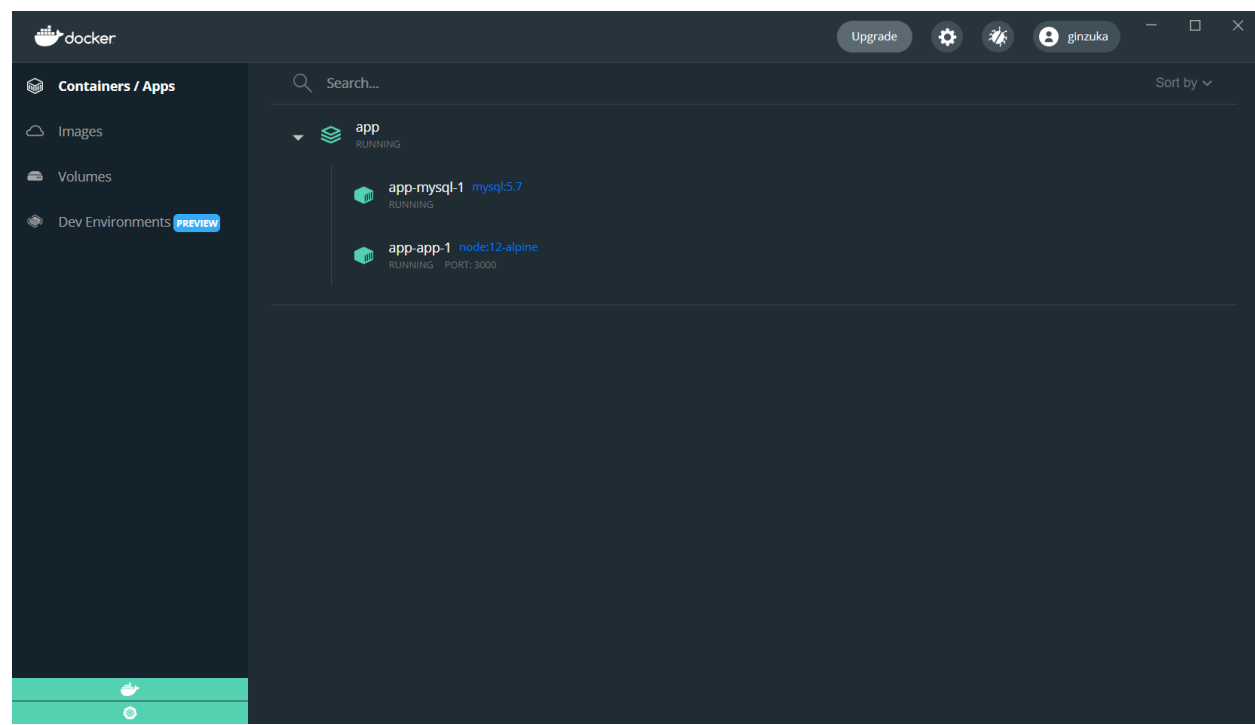 docker
Upgrade
ginzuka
Containers / Apps
Images
Volumes
Dev Environments PREVIEW
Search...
Sort by
app
RUNNING
app-mysql-1 mysql:5.7
RUNNING
app-app-1 node:12-alpine
RUNNING PORT: 3000